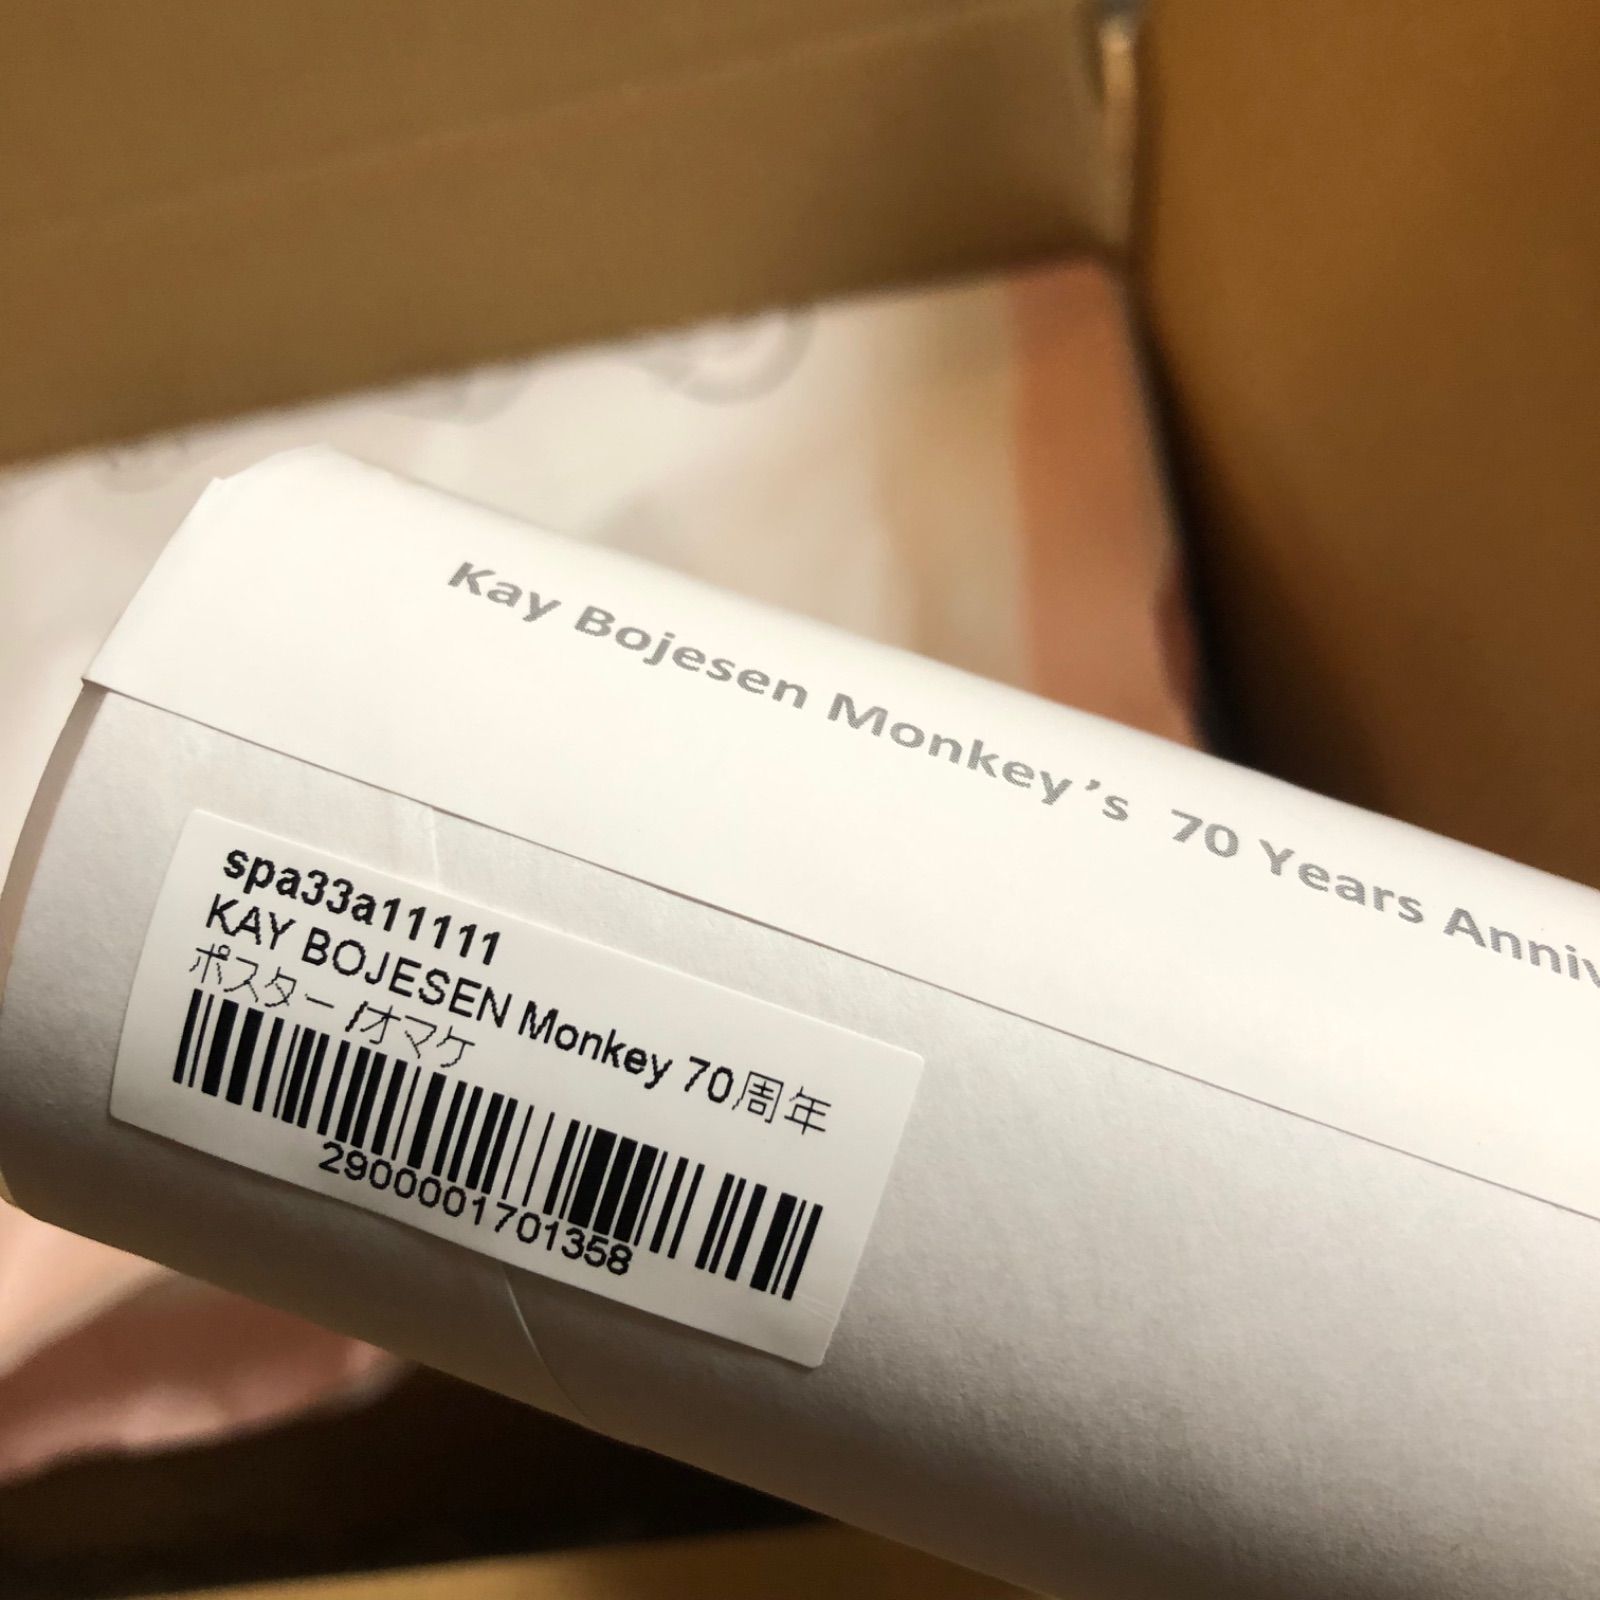 Kay Bojesen Monkey's 70 Years Anniv
spa33a11111
KAY BOJESEN Monkey 70周年
ポスター /オマケ
2900001701358